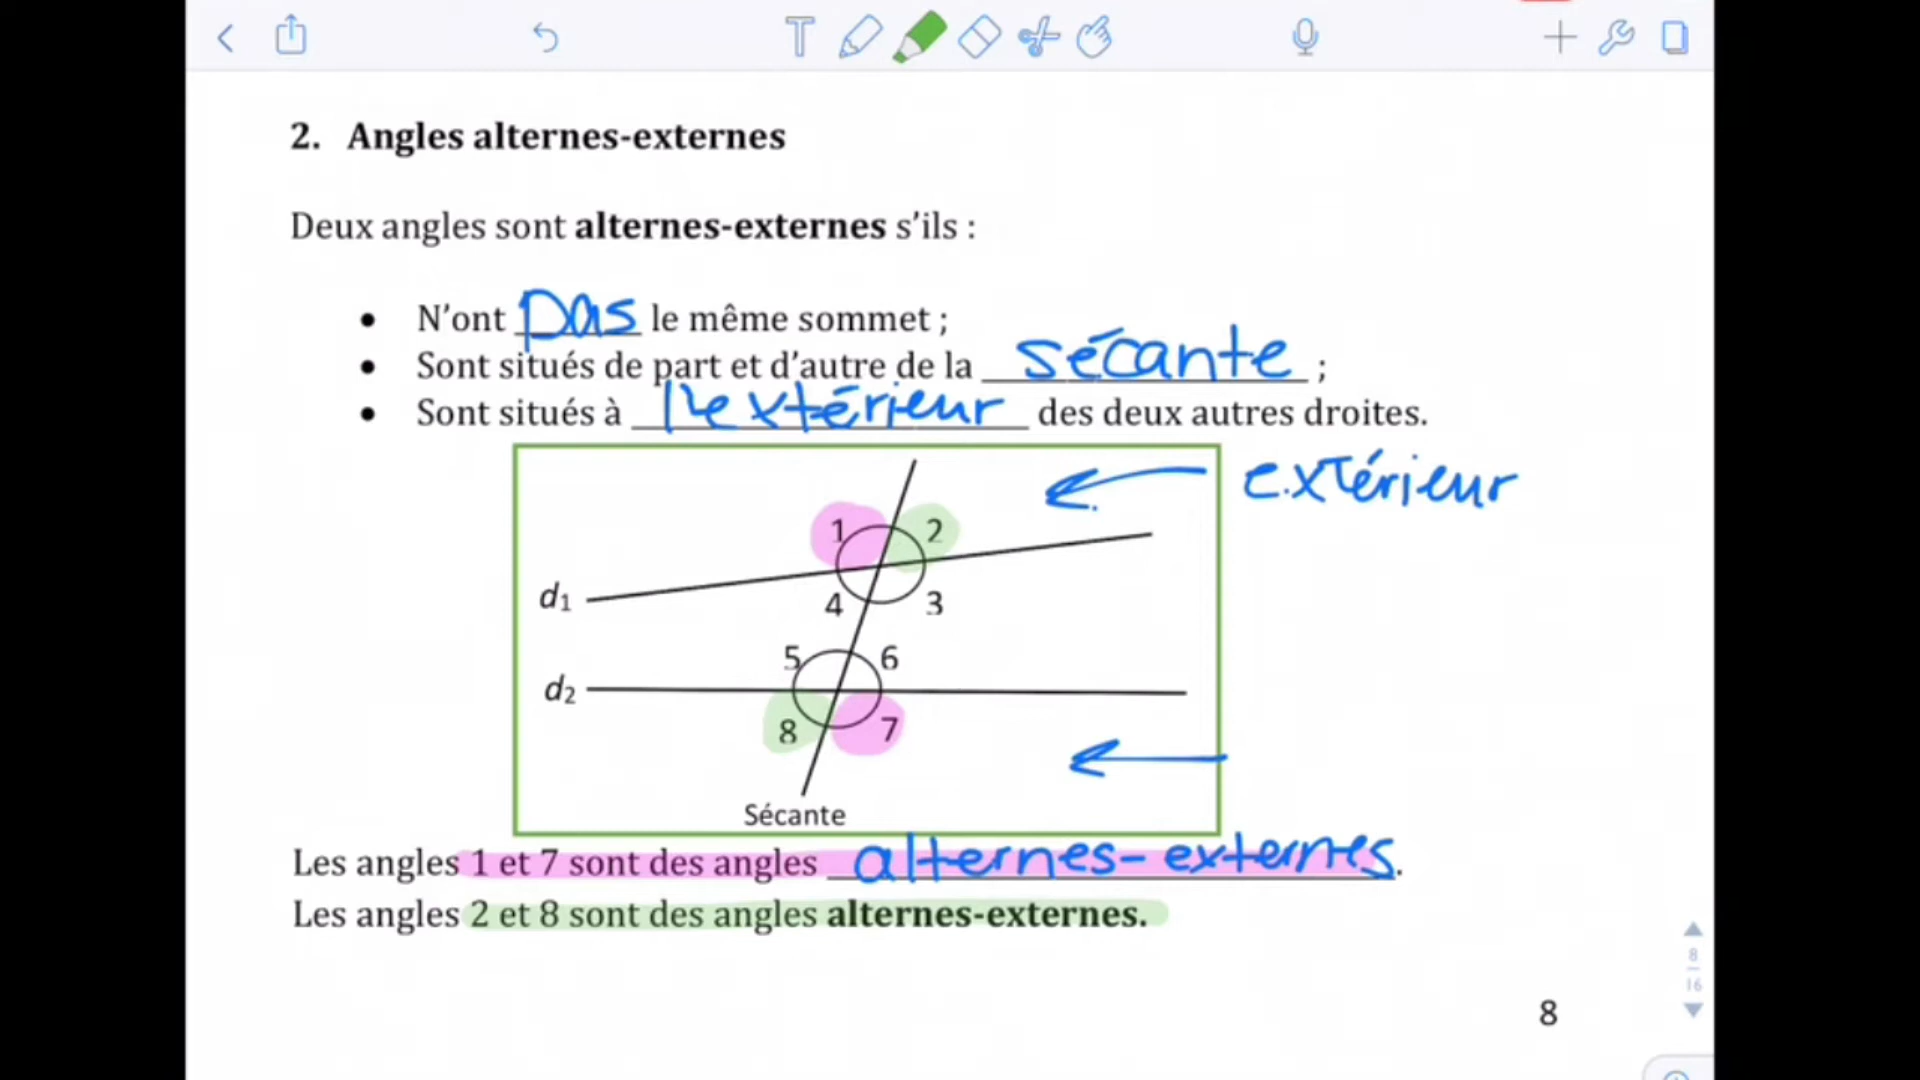 T
2. Angles alternes-externes
Deux angles sont alternes-externes s'ils :
• N'ont pas le même sommet ;
• Sont situés de part et d'autre de la sécante ;
• Sont situés à l'extérieur des deux autres droites.
extérieur
1 2
d1
4 3
5 6
d2
8 7
Sécante
Les angles 1 et 7 sont des angles alternes-externes.
Les angles 2 et 8 sont des angles alternes-externes.
8
16
8